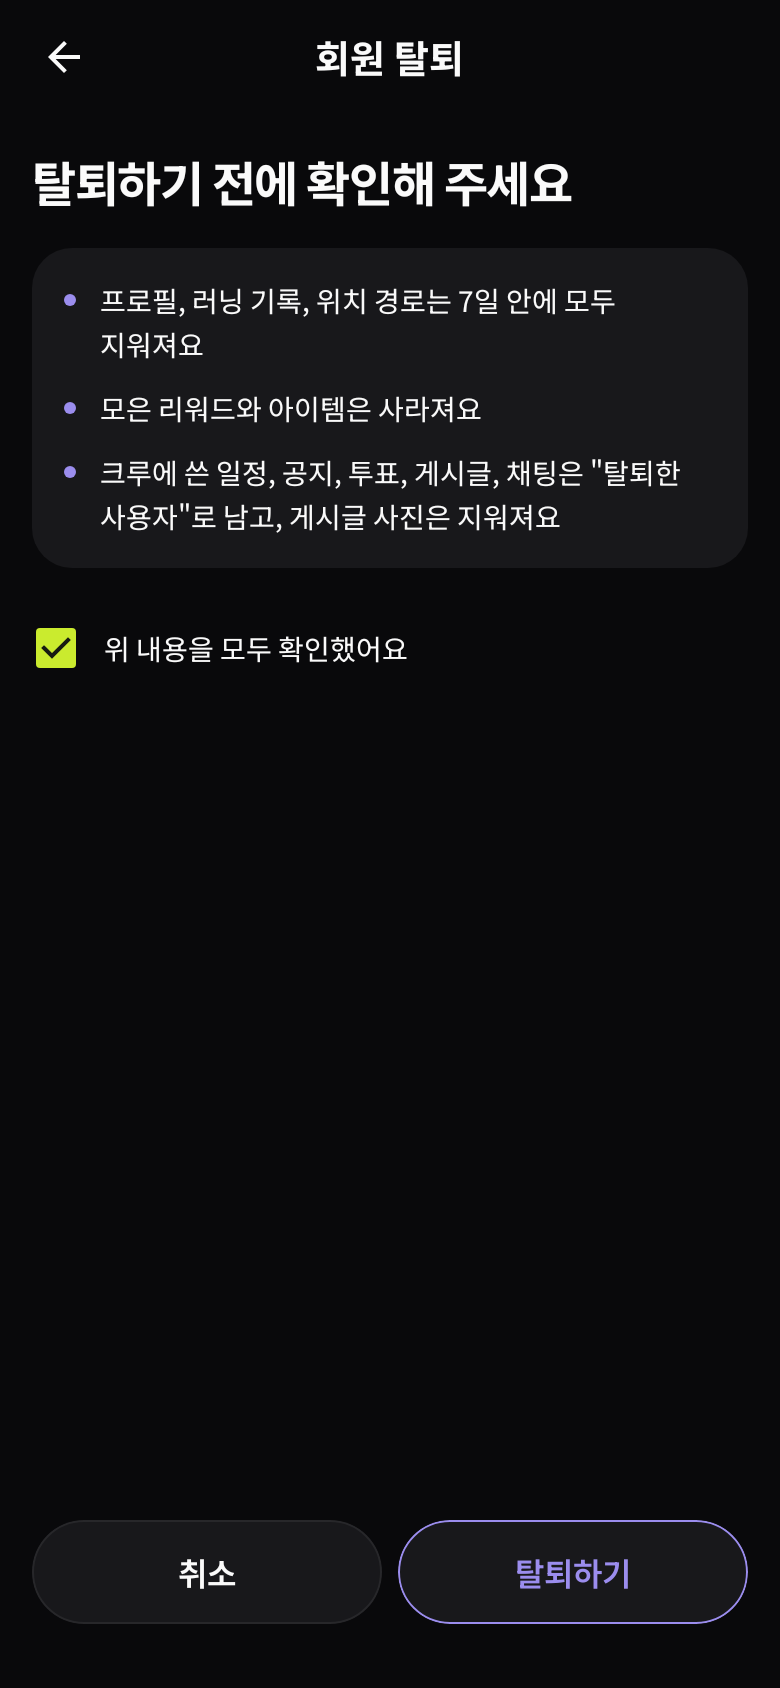 회원 탈퇴
탈퇴하기 전에 확인해 주세요
프로필, 러닝 기록, 위치 경로는 7일 안에 모두
지워져요
모은 리워드와 아이템은 사라져요
크루에 쓴 일정, 공지, 투표, 게시글, 채팅은 "탈퇴한
사용자"로 남고, 게시글 사진은 지워져요
위 내용을 모두 확인했어요
취소
탈퇴하기